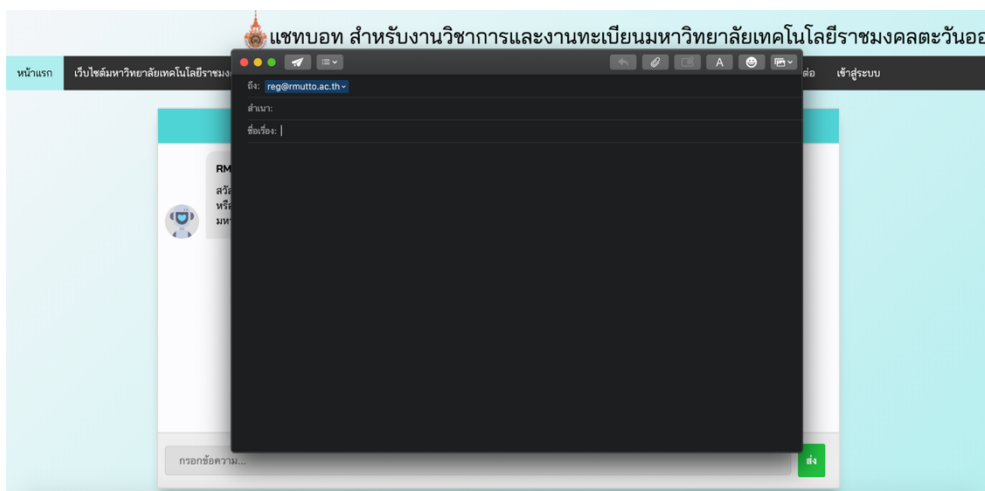 แชทบอท สำหรับงานวิชาการและงานทะเบียนมหาวิทยาลัยเทคโนโลยีราชมงคลตะวันออ
หน้าแรก เว็บไซต์มหาวิทยาลัยเทคโนโลยีราชมง ต่อ เข้าสู่ระบบ
ถึง: reg@rmutto.ac.th
สำเนา:
ชื่อเรื่อง:
RM
สวั
หรือ
มหา
กรอกข้อความ... ส่ง